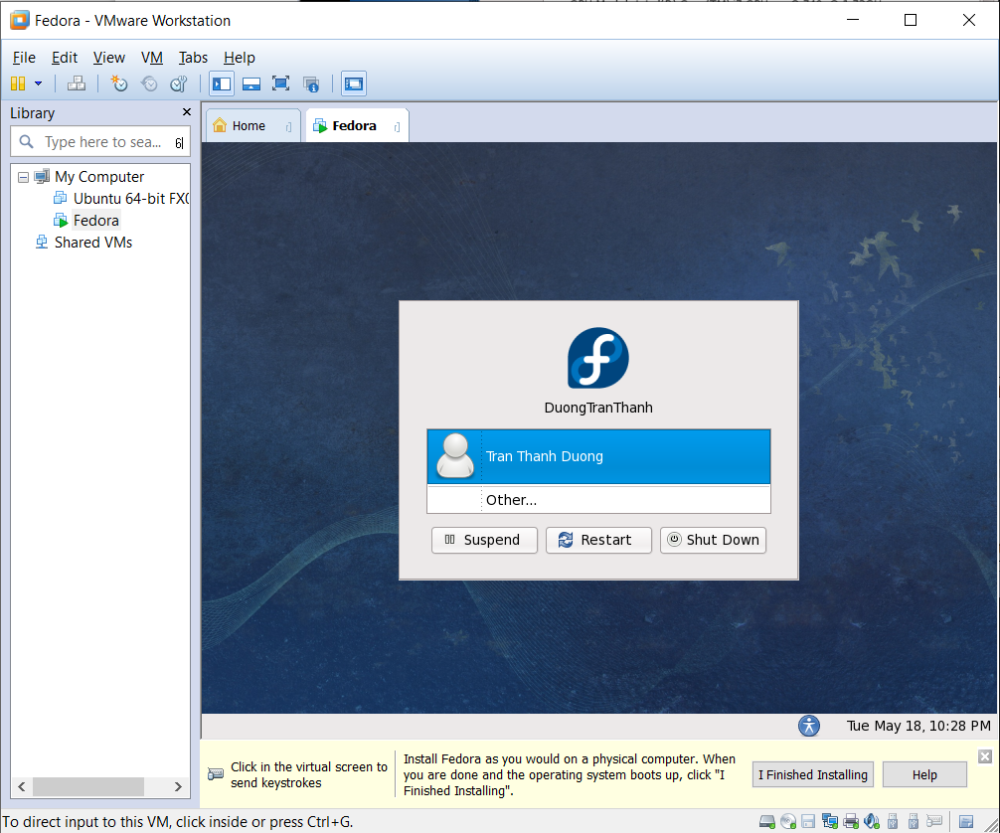 Fedora - VMware Workstation
File Edit View VM Tabs Help
Library
Type here to sea...
Home
Fedora
My Computer
Ubuntu 64-bit FX
Fedora
Shared VMs
DuongTranThanh
Tran Thanh Duong
Other...
Suspend Restart Shut Down
Tue May 18, 10:28 PM
Click in the virtual screen to
send keystrokes
Install Fedora as you would on a physical computer. When
you are done and the operating system boots up, click "I
Finished Installing".
I Finished Installing
Help
To direct input to this VM, click inside or press Ctrl+G.